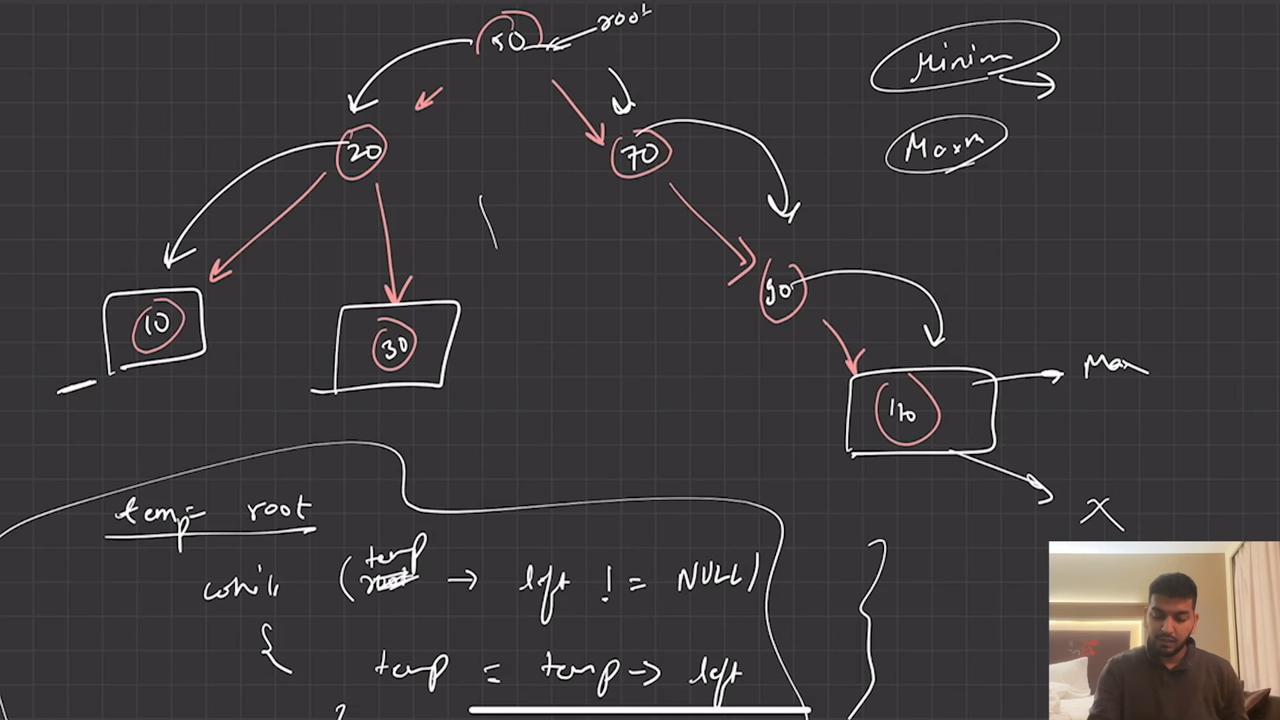 50
root
Minim
20
70
Maxm
10
30
90
110
Max
X
temp = root
while (temp → left != NULL)
{
temp = temp → left
}